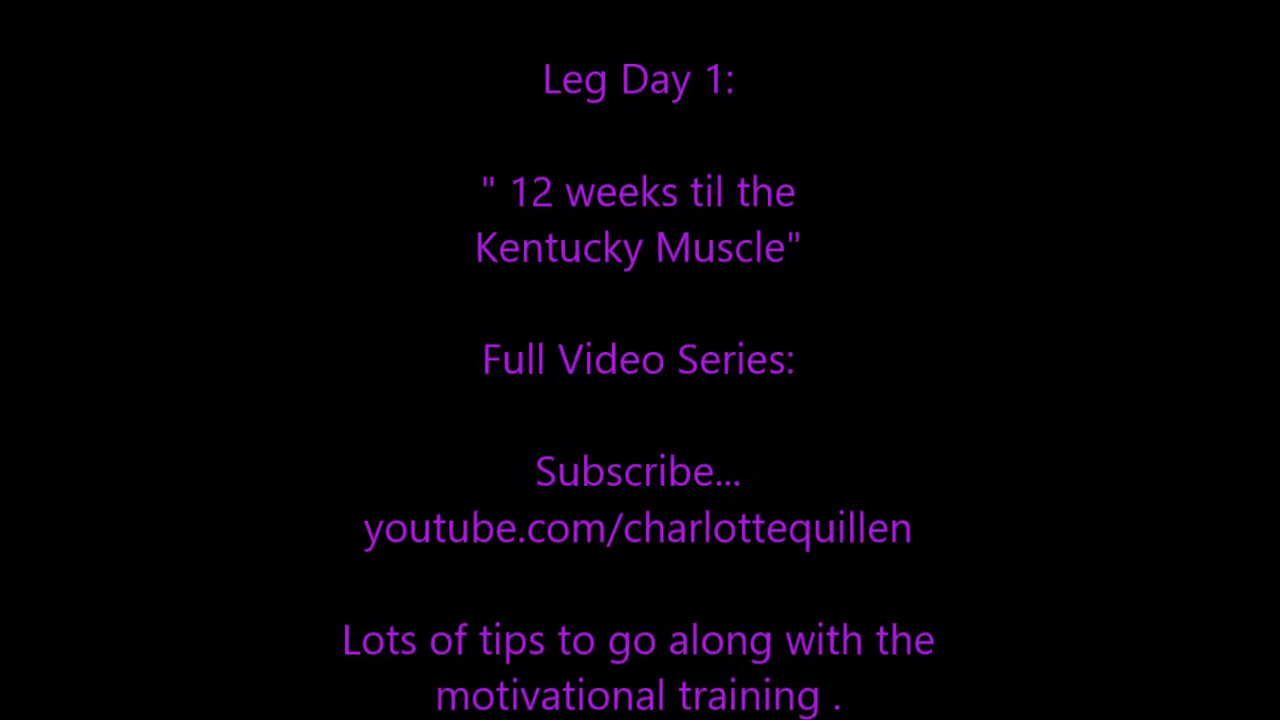 Leg Day 1:
" 12 weeks til the
Kentucky Muscle"
Full Video Series:
Subscribe...
youtube.com/charlottequillen
Lots of tips to go along with the
motivational training .